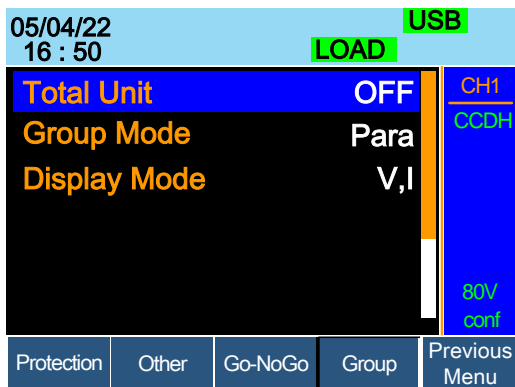 05/04/22
USB
16 : 50
LOAD
Total Unit OFF
Group Mode Para
Display Mode V,I
CH1
CCDH
80V
conf
Protection
Other
Go-NoGo
Group
Previous
Menu